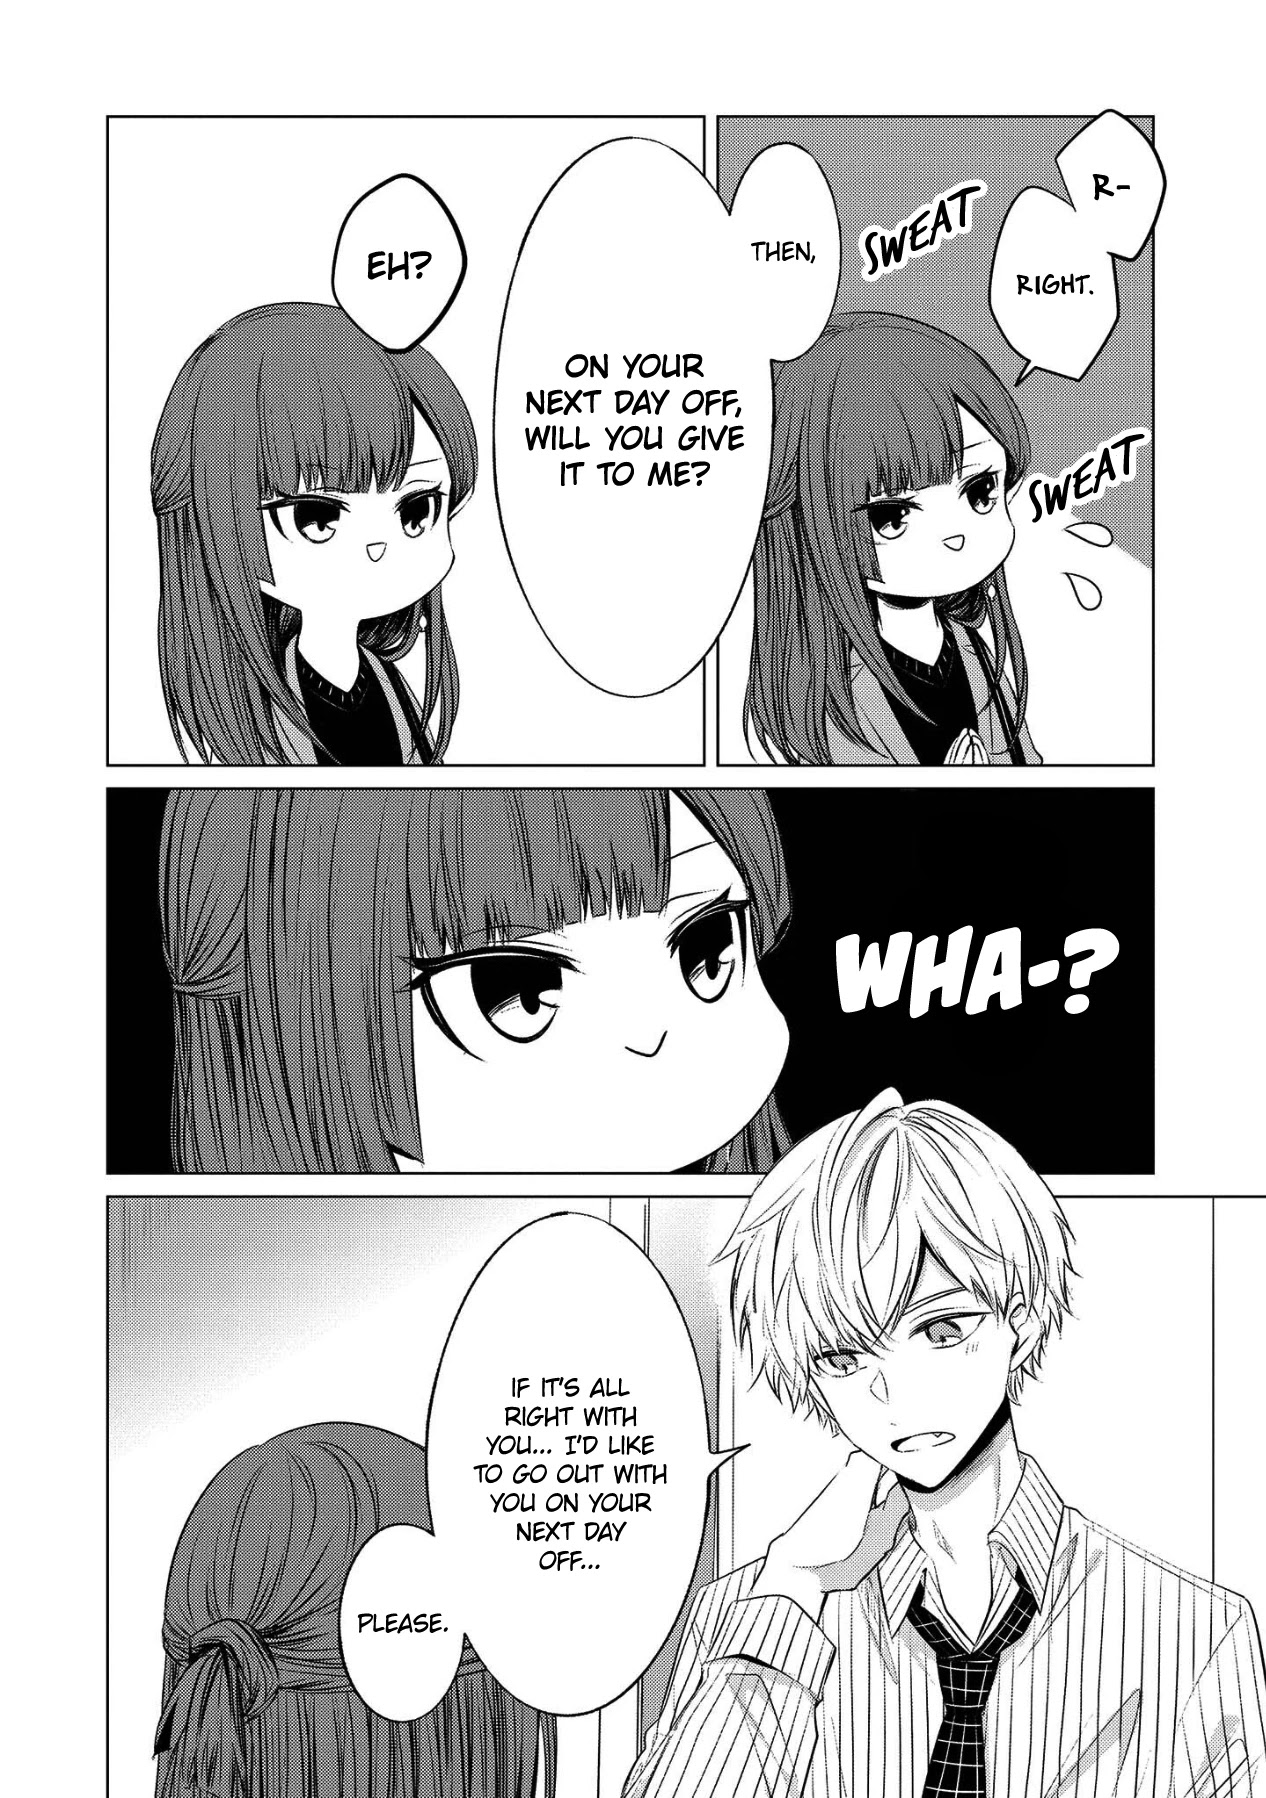 R-
RIGHT.
SWEAT
SWEAT
THEN,
ON YOUR
NEXT DAY OFF,
WILL YOU GIVE
IT TO ME?
EH?
WHA-?
IF IT'S ALL
RIGHT WITH
YOU... I'D LIKE
TO GO OUT WITH
YOU ON YOUR
NEXT DAY
OFF...
PLEASE.